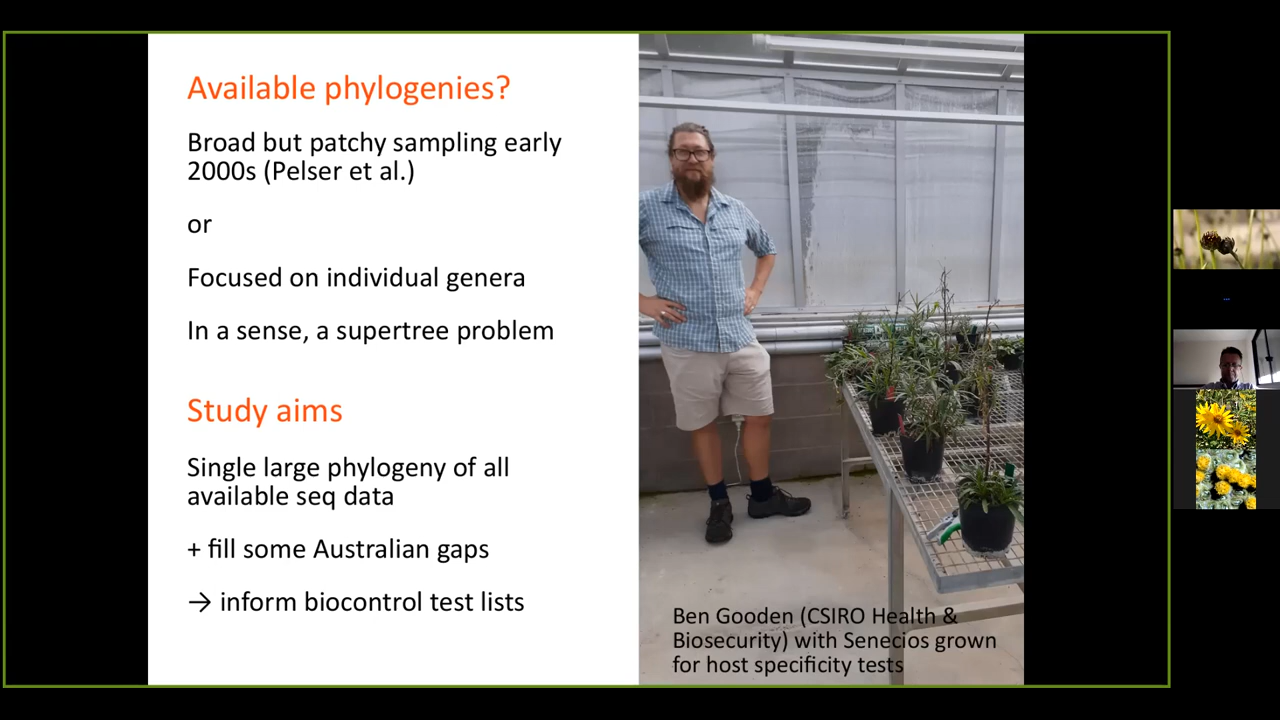 Available phylogenies?
Broad but patchy sampling early
2000s (Pelser et al.)
or
Focused on individual genera
In a sense, a supertree problem
Study aims
Single large phylogeny of all
available seq data
+ fill some Australian gaps
→ inform biocontrol test lists
Ben Gooden (CSIRO Health &
Biosecurity) with Senecios grown
for host specificity tests